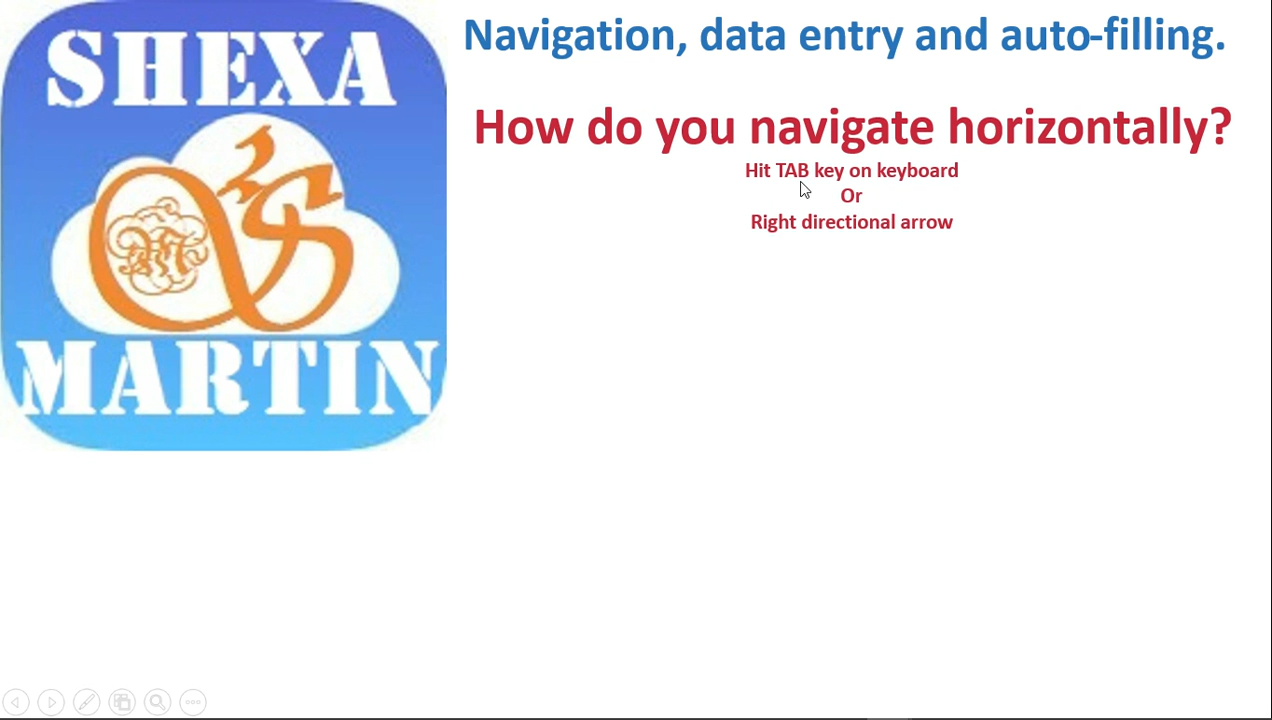 SHEXA
MARTIN
Navigation, data entry and auto-filling.
How do you navigate horizontally?
Hit TAB key on keyboard
Or
Right directional arrow